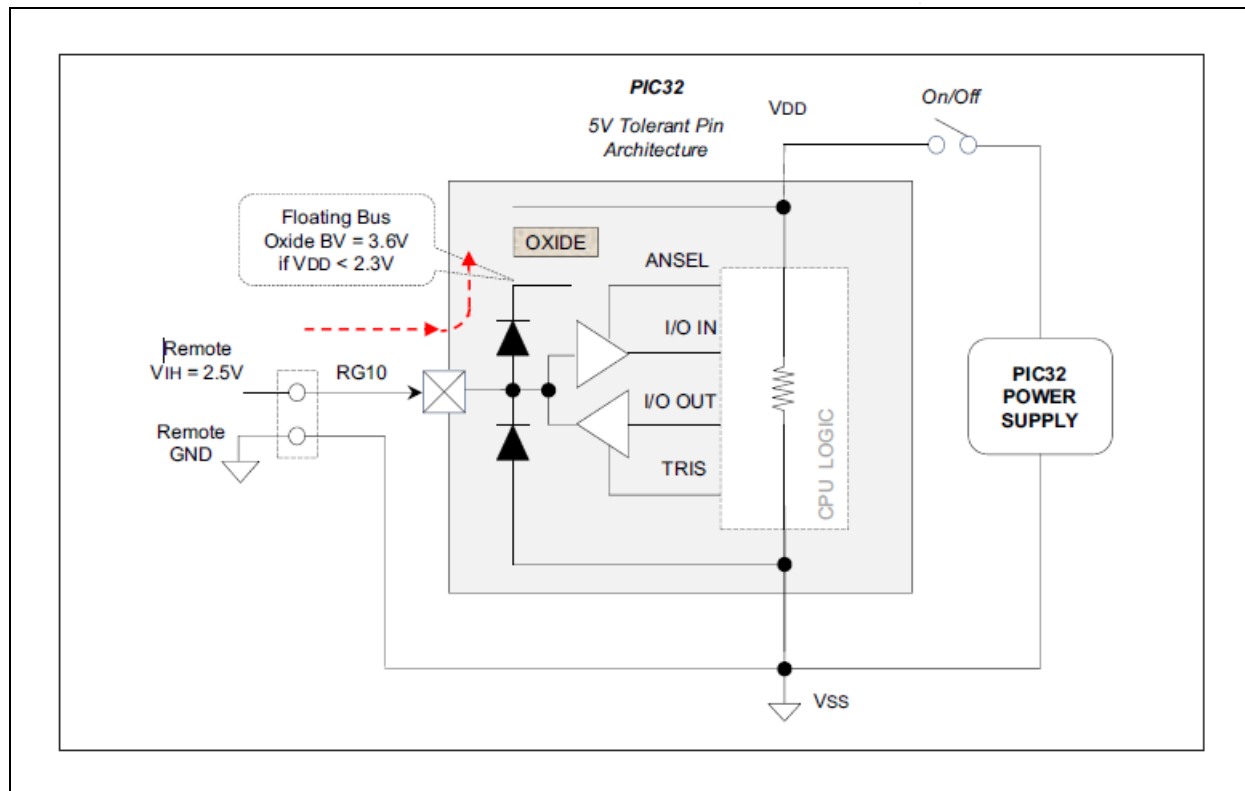 PIC32
5V Tolerant Pin
Architecture
VDD
On/Off
Floating Bus
Oxide BV = 3.6V
if VDD < 2.3V
OXIDE
ANSEL
I/O IN
Remote
VIH = 2.5V
RG10
I/O OUT
Remote
GND
TRIS
CPU LOGIC
PIC32
POWER
SUPPLY
VSS